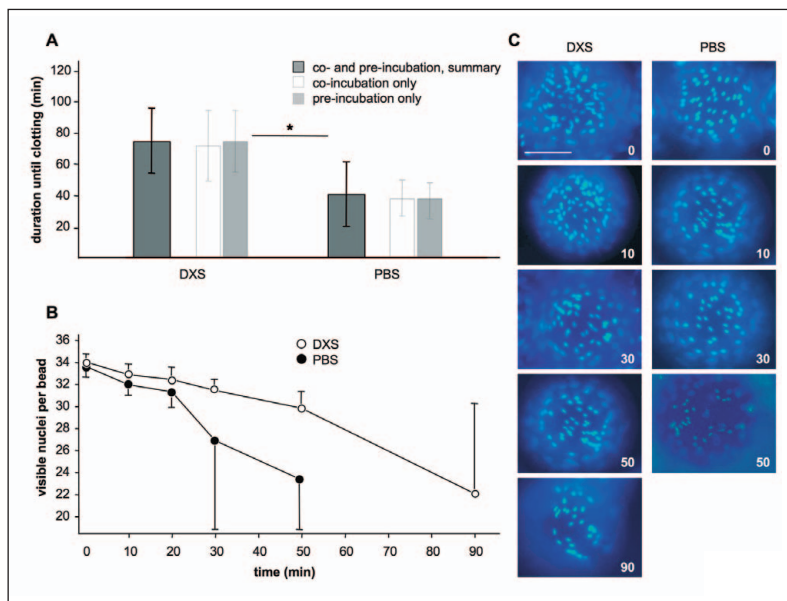 A
co- and pre-incubation, summary
co-incubation only
pre-incubation only
duration until clotting (min)
120
100
80
60
40
20
*
DXS
PBS
B
DXS
PBS
visible nuclei per bead
36
34
32
30
28
26
24
22
20
0 10 20 30 40 50 60 70 80 90
time (min)
C
DXS PBS
0 0
10 10
30 30
50 50
90